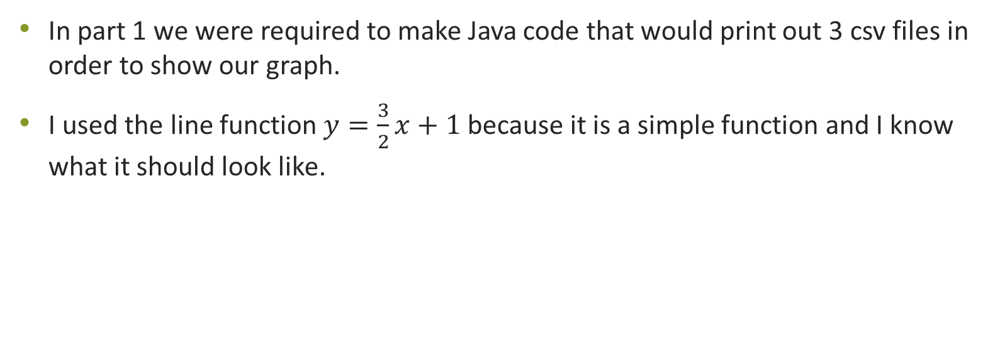 • In part 1 we were required to make Java code that would print out 3 csv files in
order to show our graph.
• I used the line function y = 3/2 x + 1 because it is a simple function and I know
what it should look like.